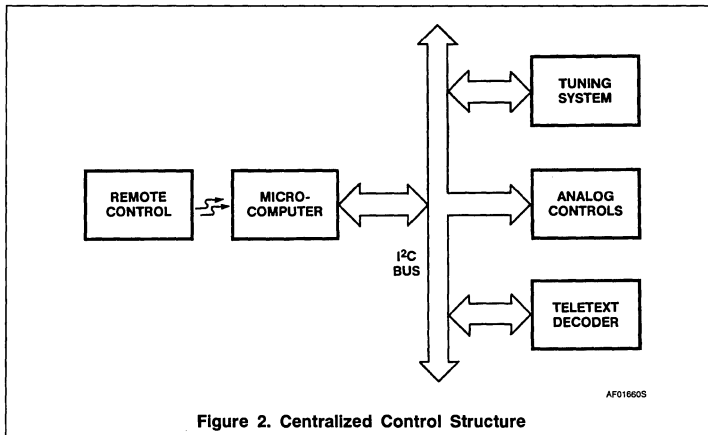 TUNING
SYSTEM
REMOTE
CONTROL
MICRO-
COMPUTER
ANALOG
CONTROLS
I²C
BUS
TELETEXT
DECODER
AF01660S
Figure 2. Centralized Control Structure